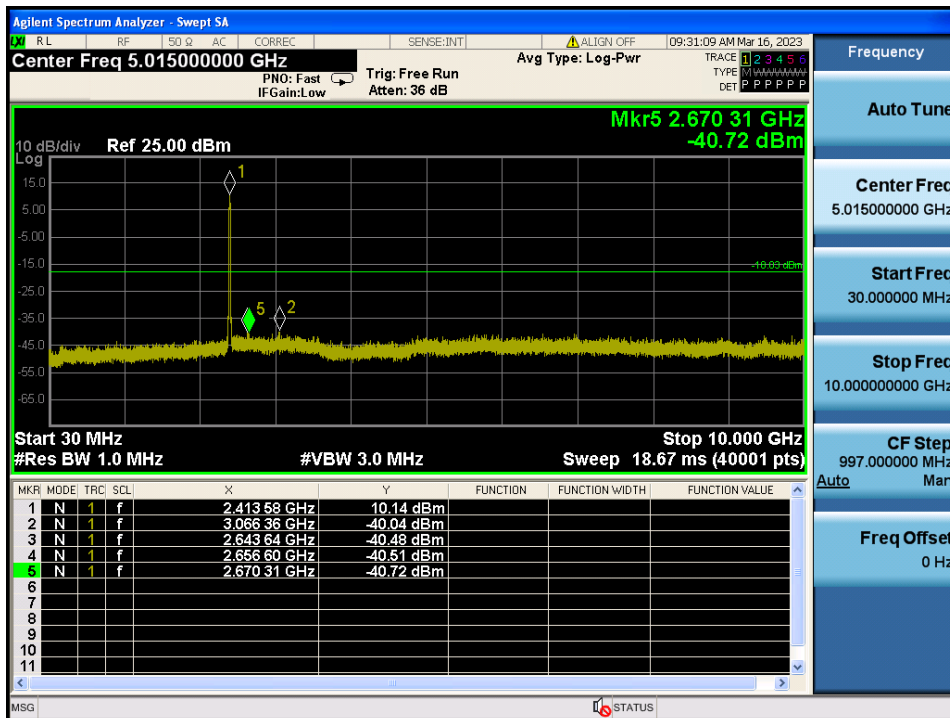 Agilent Spectrum Analyzer - Swept SA
LXI RL RF 50 Ω AC CORREC SENSE:INT ALIGN OFF 09:31:09 AM Mar 16, 2023
Center Freq 5.015000000 GHz
PNO: Fast
IFGain:Low
Trig: Free Run
Atten: 36 dB
Avg Type: Log-Pwr
TRACE 1 2 3 4 5 6
TYPE M
DET P P P P P P
Mkr5 2.670 31 GHz
-40.72 dBm
10 dB/div
Log
Ref 25.00 dBm
15.0
5.00
-5.00
-15.0
-25.0
-35.0
-45.0
-55.0
-65.0
1
5
2
Start 30 MHz
Stop 10.000 GHz
#Res BW 1.0 MHz
#VBW 3.0 MHz
Sweep 18.67 ms (40001 pts)
MKR MODE TRC SCL X Y FUNCTION FUNCTION WIDTH FUNCTION VALUE
1 N 1 f 2.413 58 GHz 10.14 dBm
2 N 1 f 3.066 36 GHz -40.04 dBm
3 N 1 f 2.643 64 GHz -40.48 dBm
4 N 1 f 2.656 60 GHz -40.51 dBm
5 N 1 f 2.670 31 GHz -40.72 dBm
6
7
8
9
10
11
MSG
STATUS
Frequency
Auto Tune
Center Freq
5.015000000 GHz
Start Freq
30.000000 MHz
Stop Freq
10.000000000 GHz
CF Step
997.000000 MHz
Auto Man
Freq Offset
0 Hz